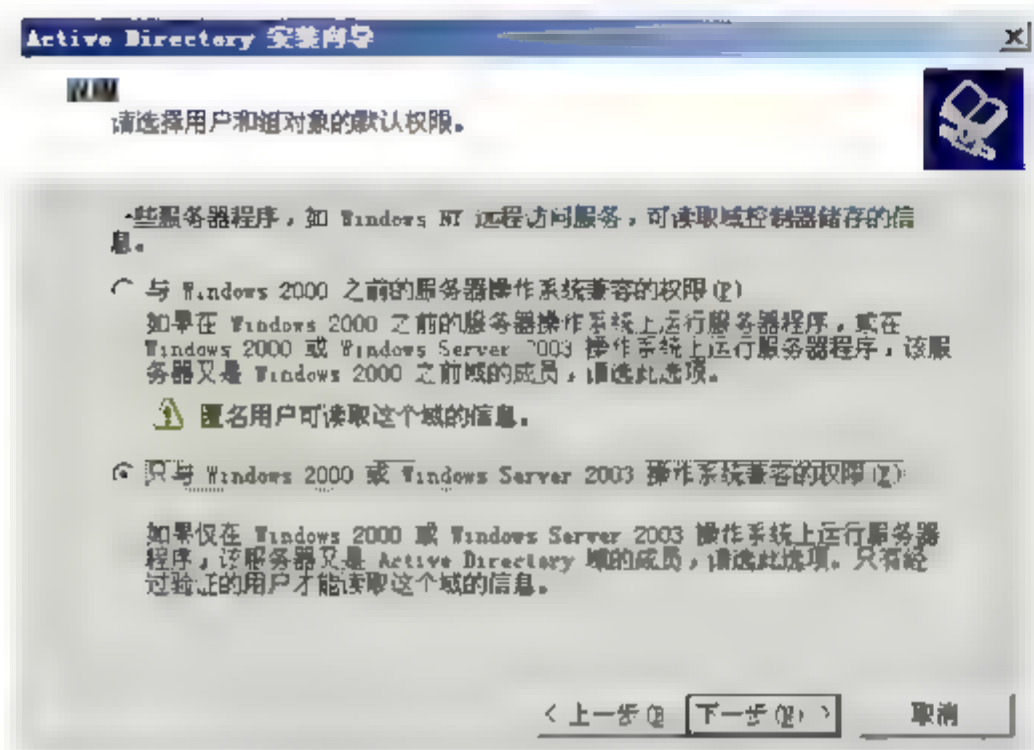 Active Directory 安装向导
权限
请选择用户和组对象的默认权限。
一些服务器程序，如 Windows NT 远程访问服务，可读取域控制器储存的信
息。
与 Windows 2000 之前的服务器操作系统兼容的权限(P)
如果在 Windows 2000 之前的服务器操作系统上运行服务器程序，或在
Windows 2000 或 Windows Server 2003 操作系统上运行服务器程序，该服
务器又是 Windows 2000 之前域的成员，请选此选项。
匿名用户可读取这个域的信息。
只与 Windows 2000 或 Windows Server 2003 操作系统兼容的权限(E)
如果仅在 Windows 2000 或 Windows Server 2003 操作系统上运行服务器
程序，该服务器又是 Active Directory 域的成员，请选此选项。只有经
过验证的用户才能读取这个域的信息。
< 上一步(B
下一步(N) >
取消